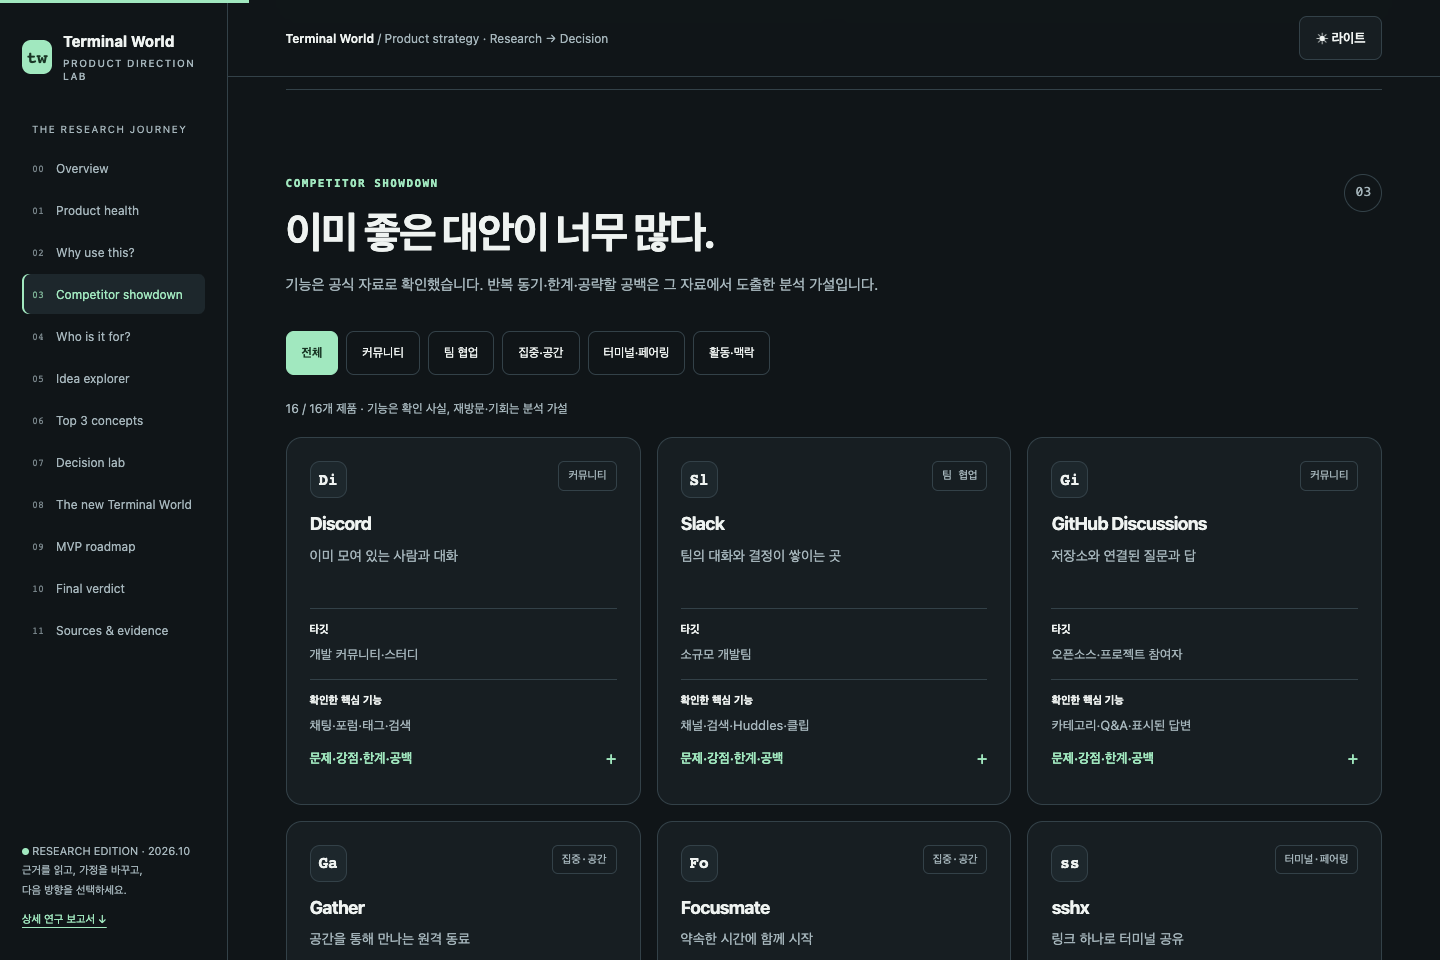 tw
Terminal World
PRODUCT DIRECTION
LAB
THE RESEARCH JOURNEY
00 Overview
01 Product health
02 Why use this?
03 Competitor showdown
04 Who is it for?
05 Idea explorer
06 Top 3 concepts
07 Decision lab
08 The new Terminal World
09 MVP roadmap
10 Final verdict
11 Sources & evidence
RESEARCH EDITION · 2026.10
근거를 읽고, 가정을 바꾸고,
다음 방향을 선택하세요.
상세 연구 보고서 ↓
Terminal World / Product strategy · Research → Decision
☀ 라이트
COMPETITOR SHOWDOWN
03
이미 좋은 대안이 너무 많다.
기능은 공식 자료로 확인했습니다. 반복 동기·한계·공략할 공백은 그 자료에서 도출한 분석 가설입니다.
전체 커뮤니티 팀 협업 집중·공간 터미널·페어링 활동·맥락
16 / 16개 제품 · 기능은 확인 사실, 재방문·기회는 분석 가설
Di 커뮤니티
Discord
이미 모여 있는 사람과 대화
타깃
개발 커뮤니티·스터디
확인한 핵심 기능
채팅·포럼·태그·검색
문제·강점·한계·공백 +
Sl 팀 협업
Slack
팀의 대화와 결정이 쌓이는 곳
타깃
소규모 개발팀
확인한 핵심 기능
채널·검색·Huddles·클립
문제·강점·한계·공백 +
Gi 커뮤니티
GitHub Discussions
저장소와 연결된 질문과 답
타깃
오픈소스·프로젝트 참여자
확인한 핵심 기능
카테고리·Q&A·표시된 답변
문제·강점·한계·공백 +
Ga 집중·공간
Gather
공간을 통해 만나는 원격 동료
Fo 집중·공간
Focusmate
약속한 시간에 함께 시작
ss 터미널·페어링
sshx
링크 하나로 터미널 공유